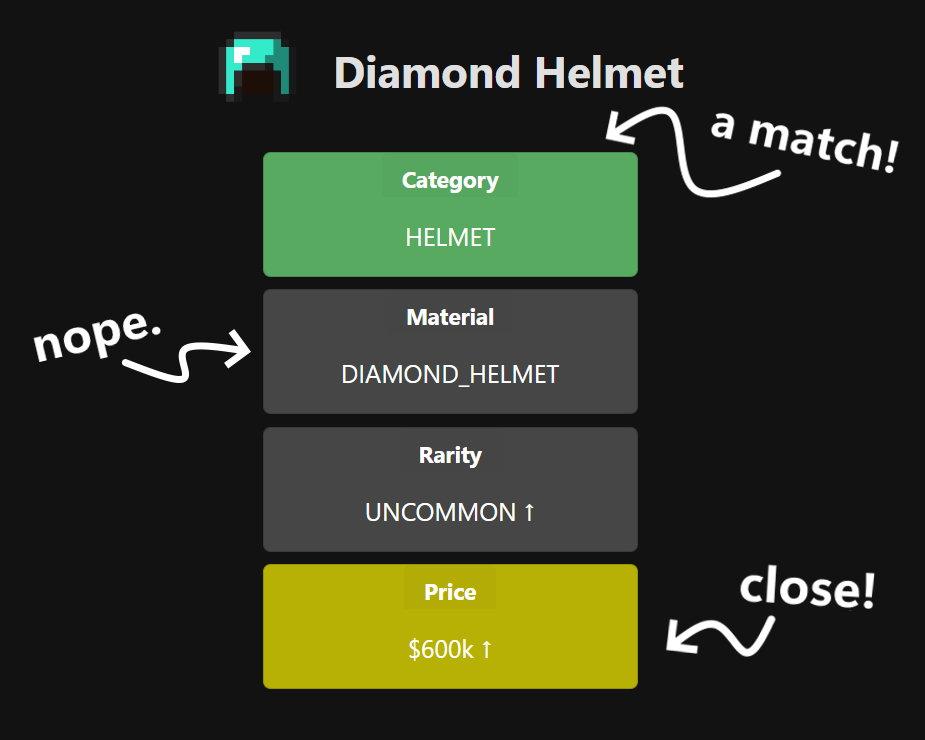 Diamond Helmet
a match!
Category
HELMET
nope.
Material
DIAMOND_HELMET
Rarity
UNCOMMON ↑
close!
Price
$600k ↑